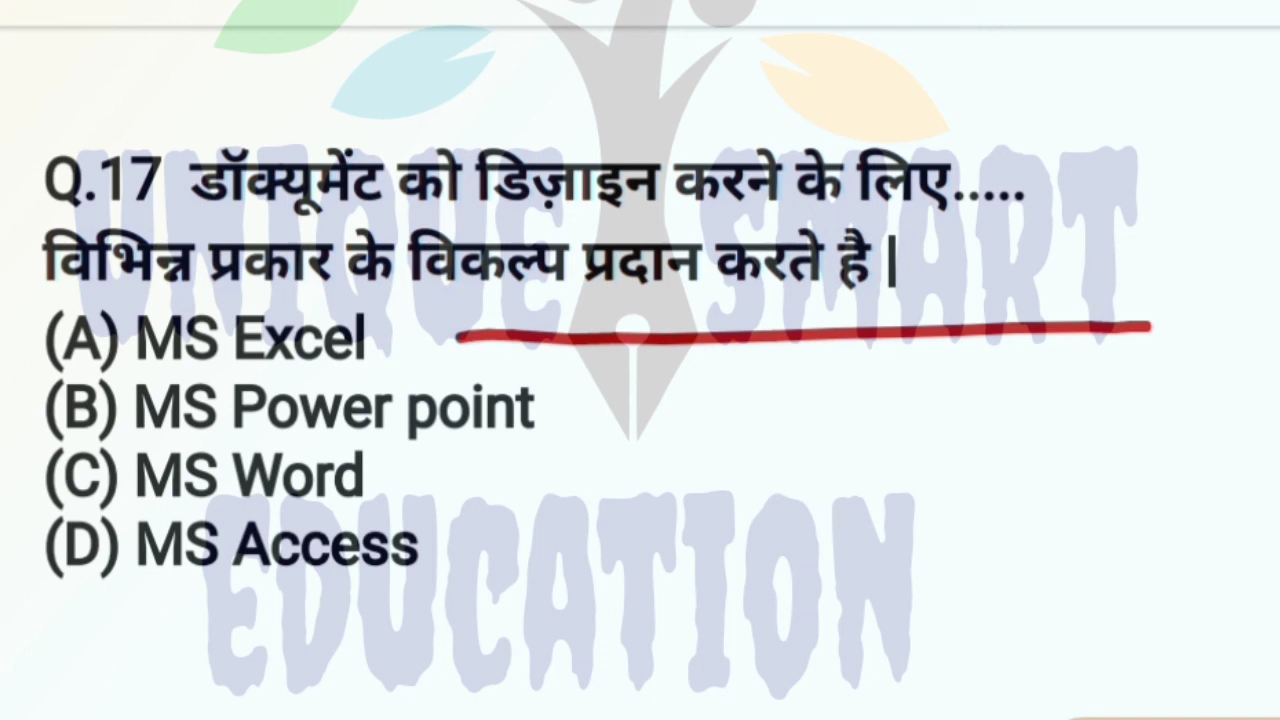 Q.17 डॉक्यूमेंट को डिज़ाइन करने के लिए.....
विभिन्न प्रकार के विकल्प प्रदान करते है |
(A) MS Excel
(B) MS Power point
(C) MS Word
(D) MS Access
UNIQUE SMART
EDUCATION